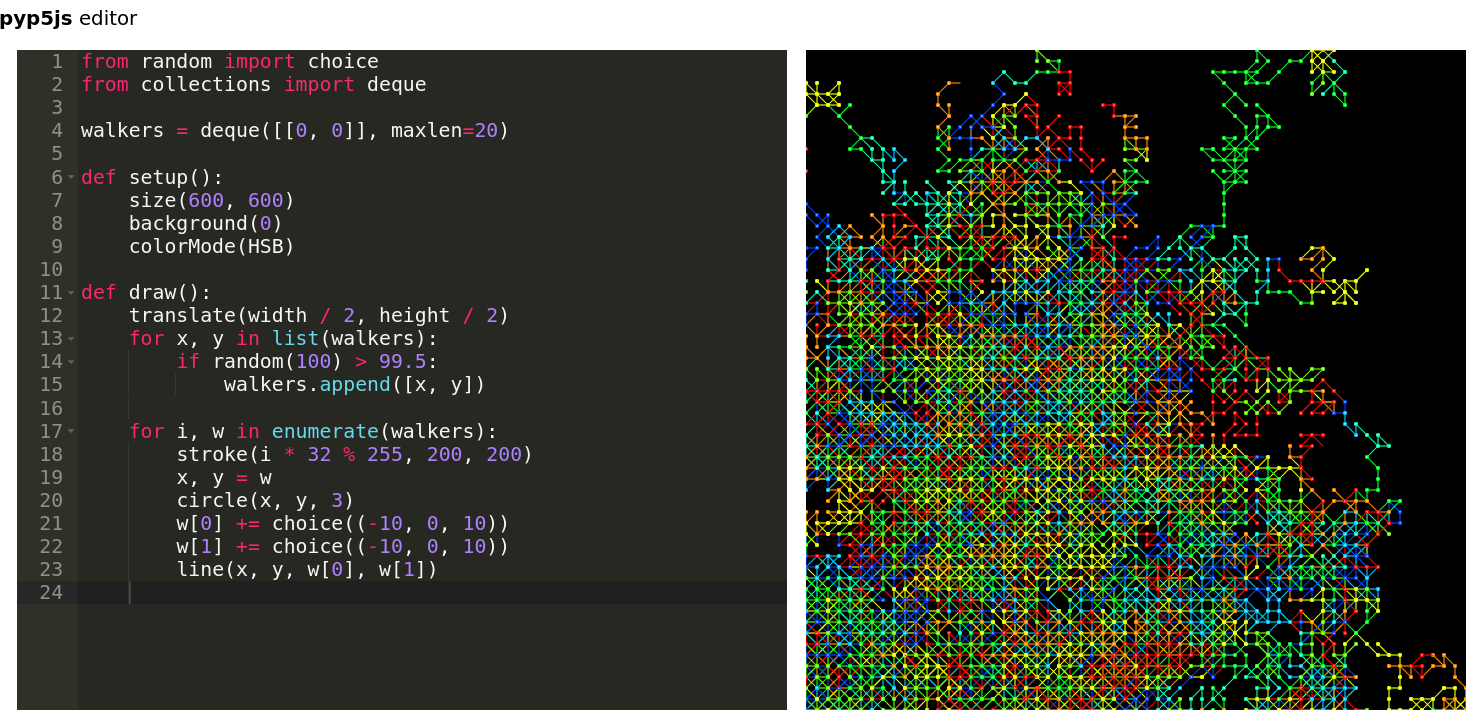 pyp5js editor
1 from random import choice
2 from collections import deque
3
4 walkers = deque([[0, 0]], maxlen=20)
5
6 def setup():
7     size(600, 600)
8     background(0)
9     colorMode(HSB)
10
11 def draw():
12     translate(width / 2, height / 2)
13     for x, y in list(walkers):
14         if random(100) > 99.5:
15             walkers.append([x, y])
16
17     for i, w in enumerate(walkers):
18         stroke(i * 32 % 255, 200, 200)
19         x, y = w
20         circle(x, y, 3)
21         w[0] += choice((-10, 0, 10))
22         w[1] += choice((-10, 0, 10))
23         line(x, y, w[0], w[1])
24